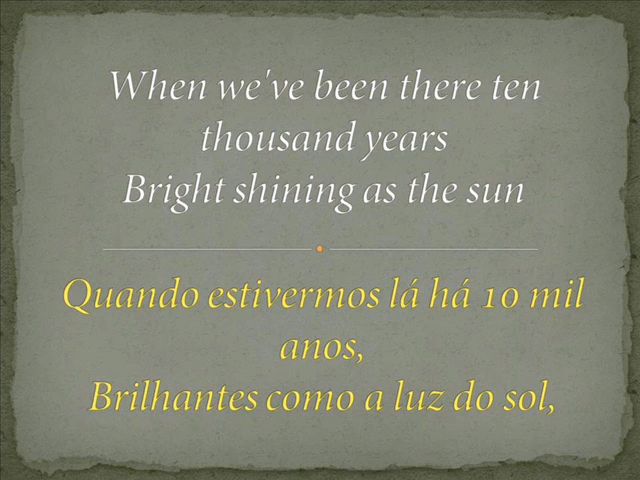 When we've been there ten
thousand years
Bright shining as the sun
Quando estivermos lá há 10 mil
anos,
Brilhantes como a luz do sol,